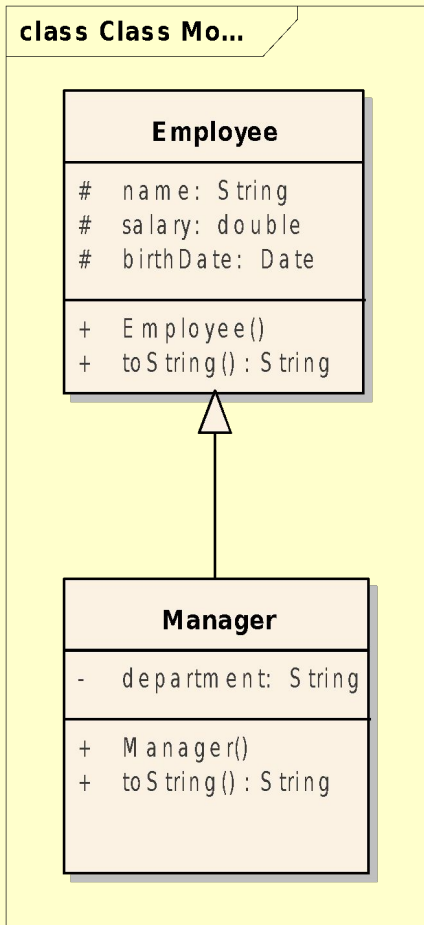 class Class Mo...
Employee
# name: String
# salary: double
# birthDate: Date
+ Employee()
+ toString() : String
Manager
- department: String
+ Manager()
+ toString() : String